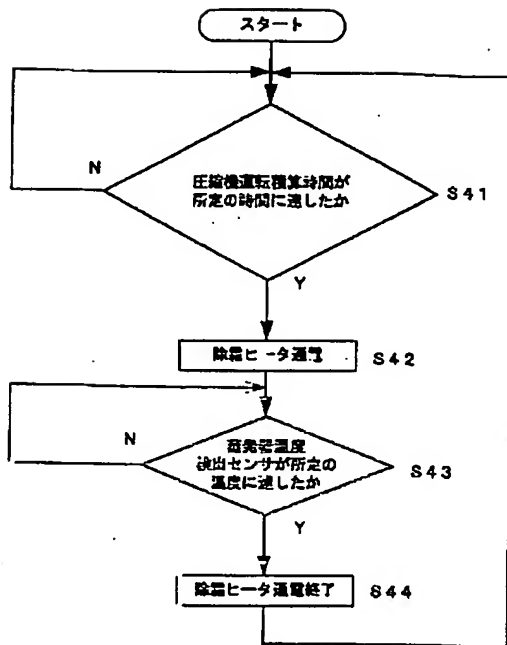 スタート
N
圧縮機運転積算時間が
所定の時間に達したか
S41
Y
除霜ヒータ通電
S42
N
蒸発器温度
検出センサが所定の
温度に達したか
S43
Y
除霜ヒータ通電終了
S44